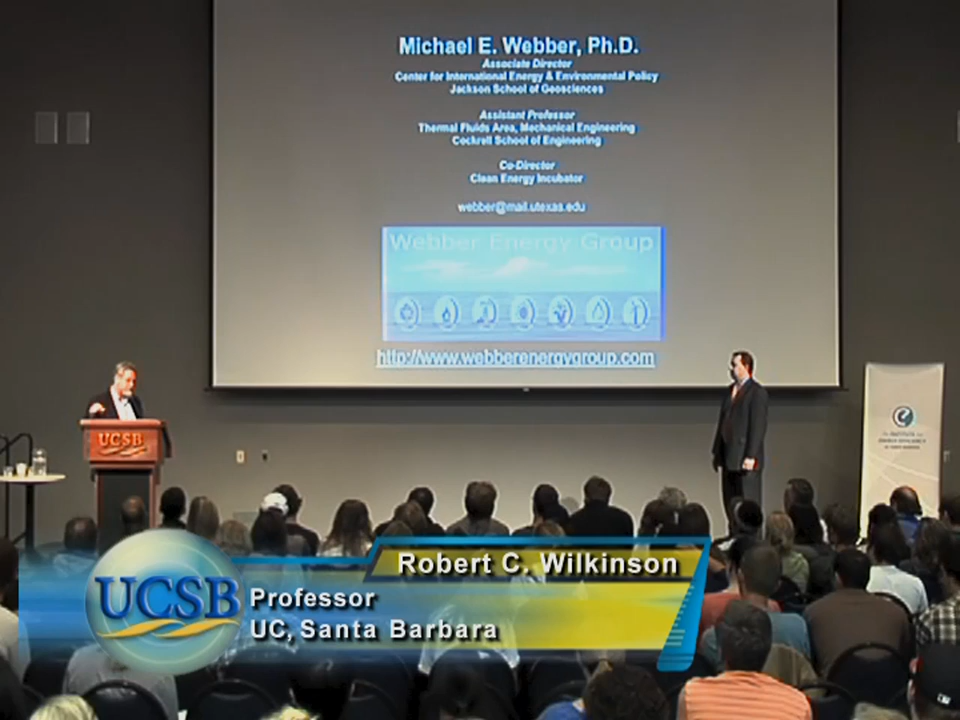 Michael E. Webber, Ph.D.
Associate Director
Center for International Energy & Environmental Policy
Jackson School of Geosciences
Assistant Professor
Thermal Fluids Area, Mechanical Engineering
Cockrell School of Engineering
Co-Director
Clean Energy Incubator
webber@mail.utexas.edu
Webber Energy Group
http://www.webberenergygroup.com
UCSB
Robert C. Wilkinson
UCSB
Professor
UC, Santa Barbara